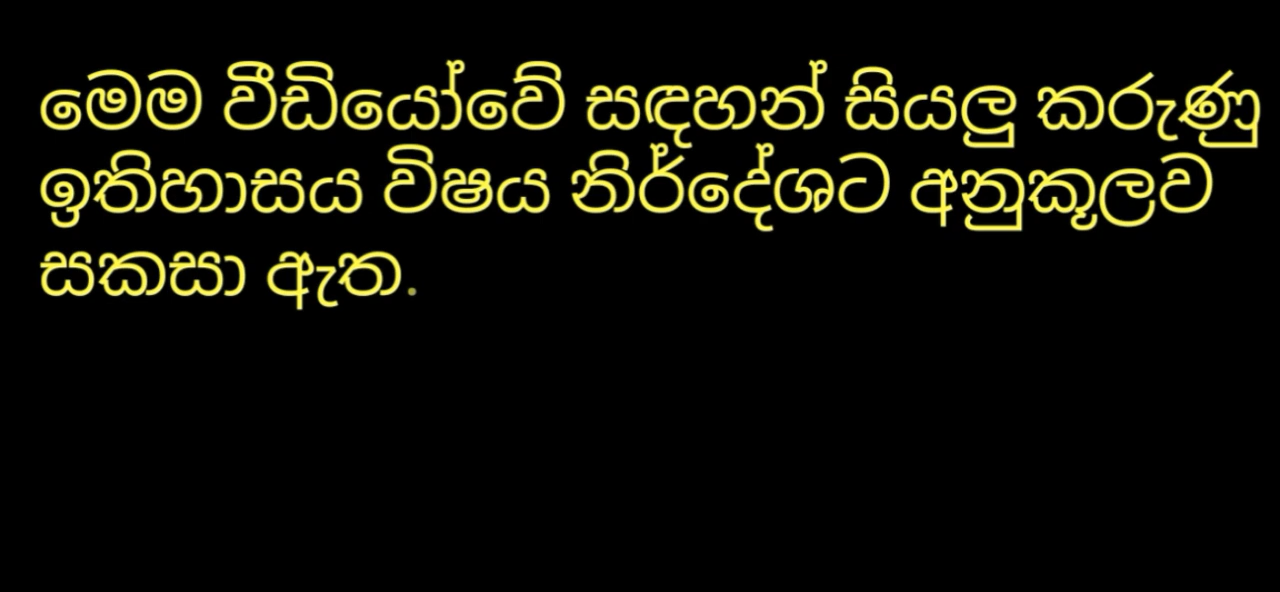 මෙම වීඩියෝවේ සඳහන් සියලු කරුණු
ඉතිහාසය විෂය නිර්දේශට අනුකූලව
සකසා ඇත.